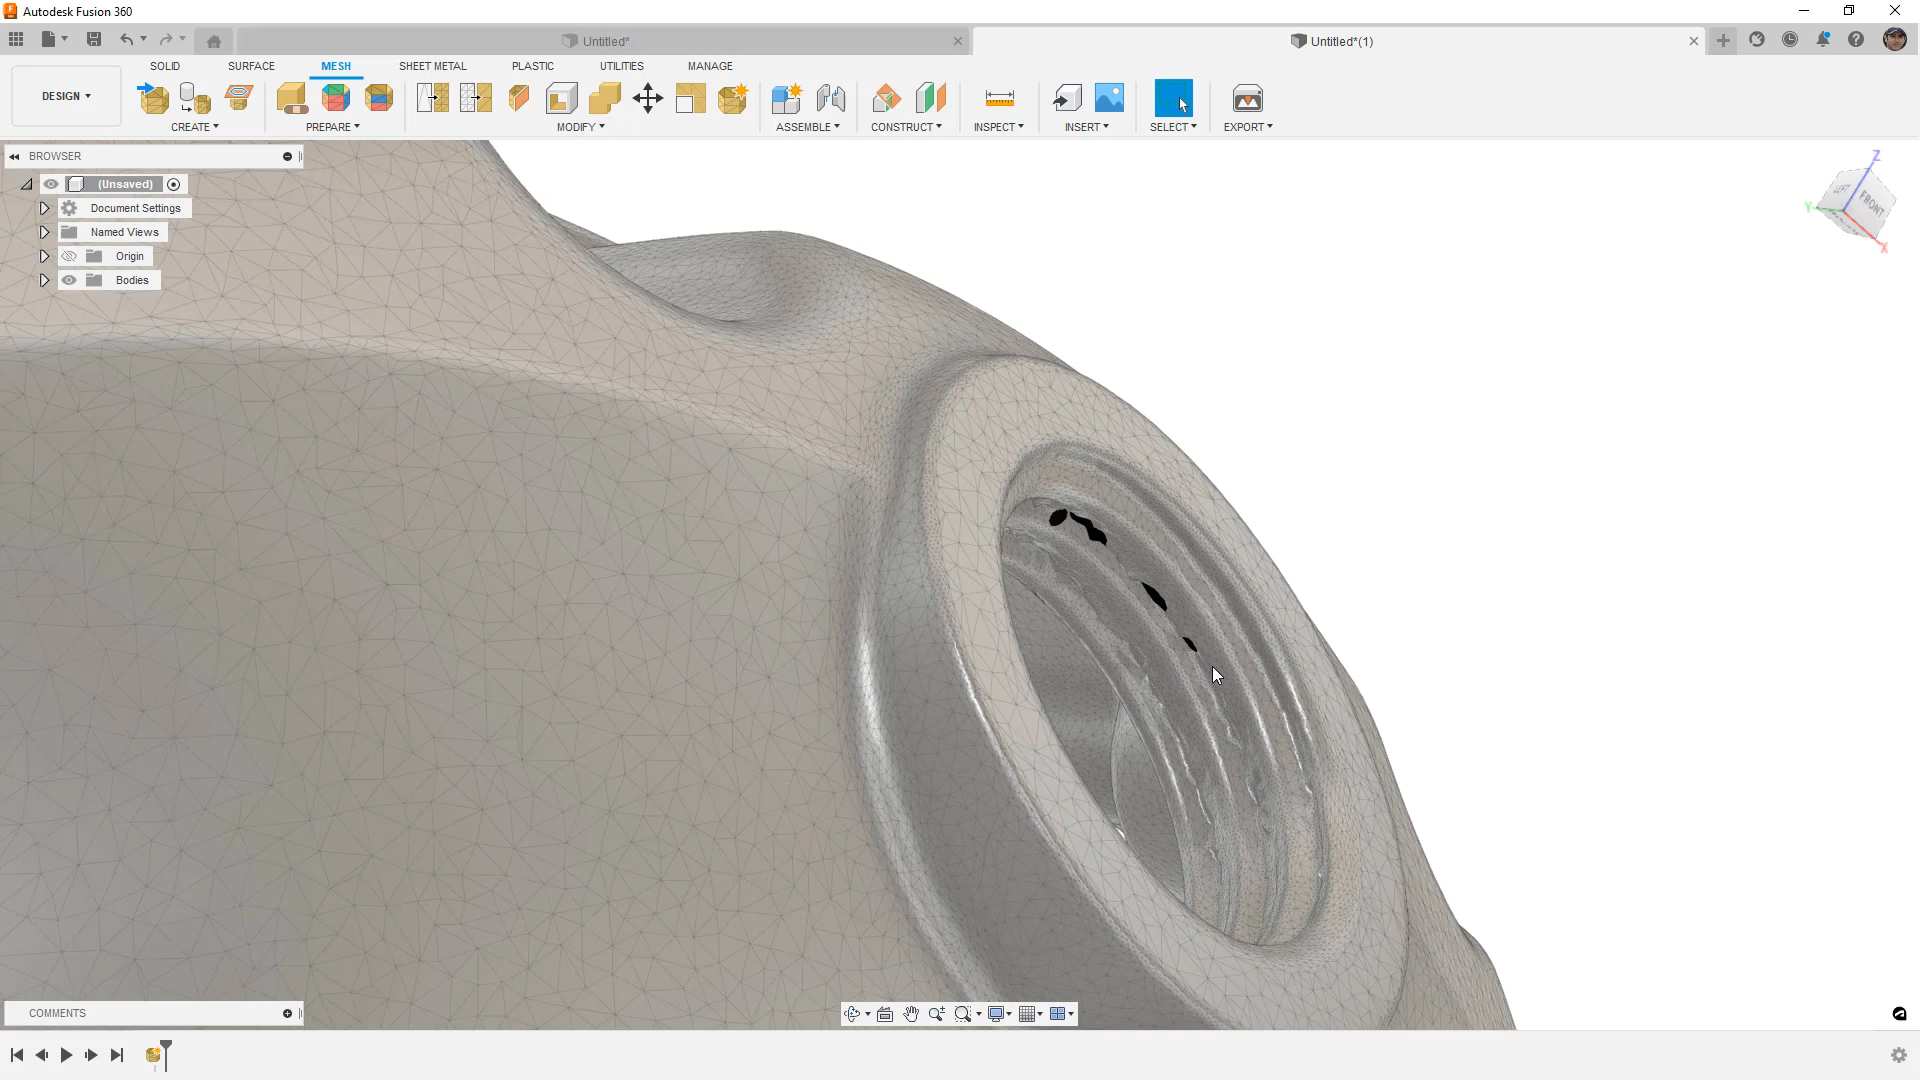 Autodesk Fusion 360
Untitled*
Untitled*(1)
SOLID
SURFACE
MESH
SHEET METAL
PLASTIC
UTILITIES
MANAGE
DESIGN
CREATE
PREPARE
MODIFY
ASSEMBLE
CONSTRUCT
INSPECT
INSERT
SELECT
EXPORT
BROWSER
(Unsaved)
Document Settings
Named Views
Origin
Bodies
Z
LEFT
FRONT
Y
X
COMMENTS